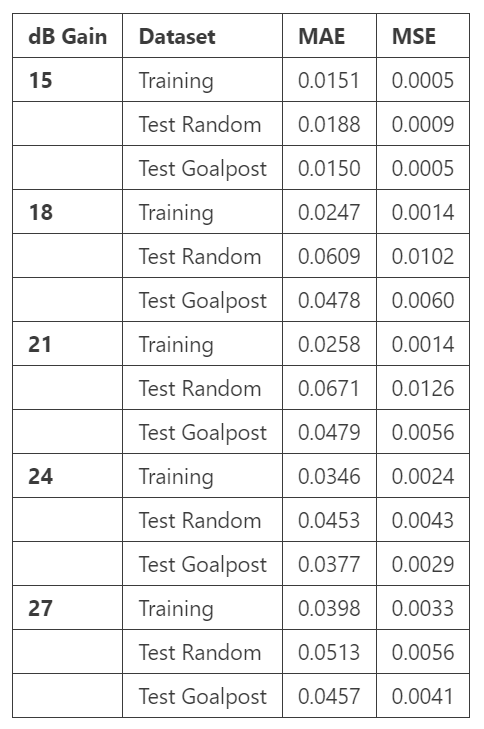 dB Gain Dataset MAE MSE
15 Training 0.0151 0.0005
Test Random 0.0188 0.0009
Test Goalpost 0.0150 0.0005
18 Training 0.0247 0.0014
Test Random 0.0609 0.0102
Test Goalpost 0.0478 0.0060
21 Training 0.0258 0.0014
Test Random 0.0671 0.0126
Test Goalpost 0.0479 0.0056
24 Training 0.0346 0.0024
Test Random 0.0453 0.0043
Test Goalpost 0.0377 0.0029
27 Training 0.0398 0.0033
Test Random 0.0513 0.0056
Test Goalpost 0.0457 0.0041